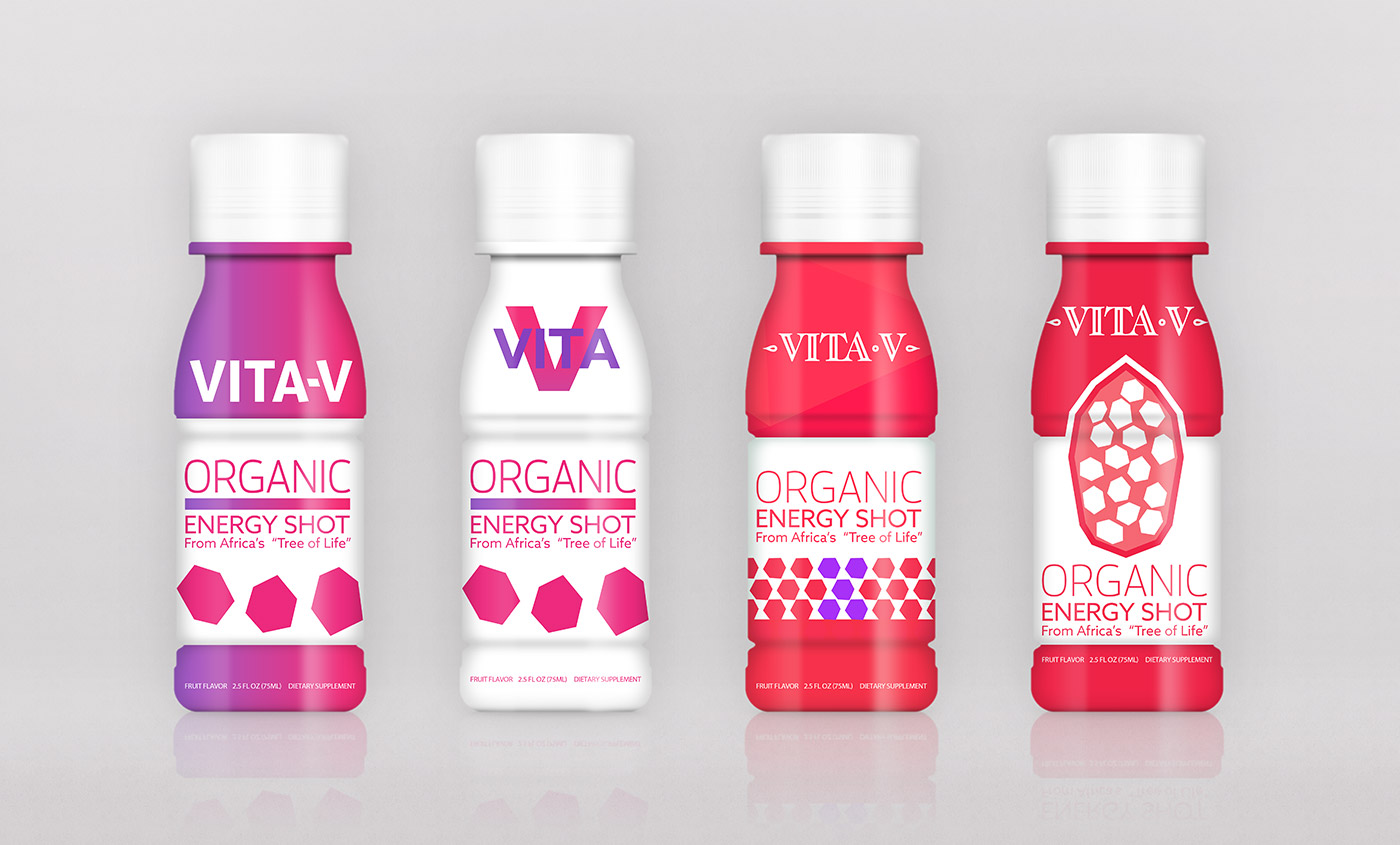 VITA-V
ORGANIC
ENERGY SHOT
From Africa's "Tree of Life"
FRUIT FLAVOR 2.5 FL OZ (75ML) DIETARY SUPPLEMENT
V
VITA
ORGANIC
ENERGY SHOT
From Africa's "Tree of Life"
FRUIT FLAVOR 2.5 FL OZ (75ML) DIETARY SUPPLEMENT
VITA•V
ORGANIC
ENERGY SHOT
From Africa's "Tree of Life"
FRUIT FLAVOR 2.5 FL OZ (75ML) DIETARY SUPPLEMENT
VITA•V
ORGANIC
ENERGY SHOT
From Africa's "Tree of Life"
FRUIT FLAVOR 2.5 FL OZ (75ML) DIETARY SUPPLEMENT